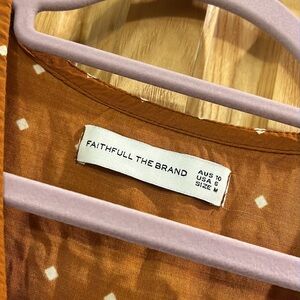 FAITHFULL THE BRAND
AUS 10
USA 6
SIZE M